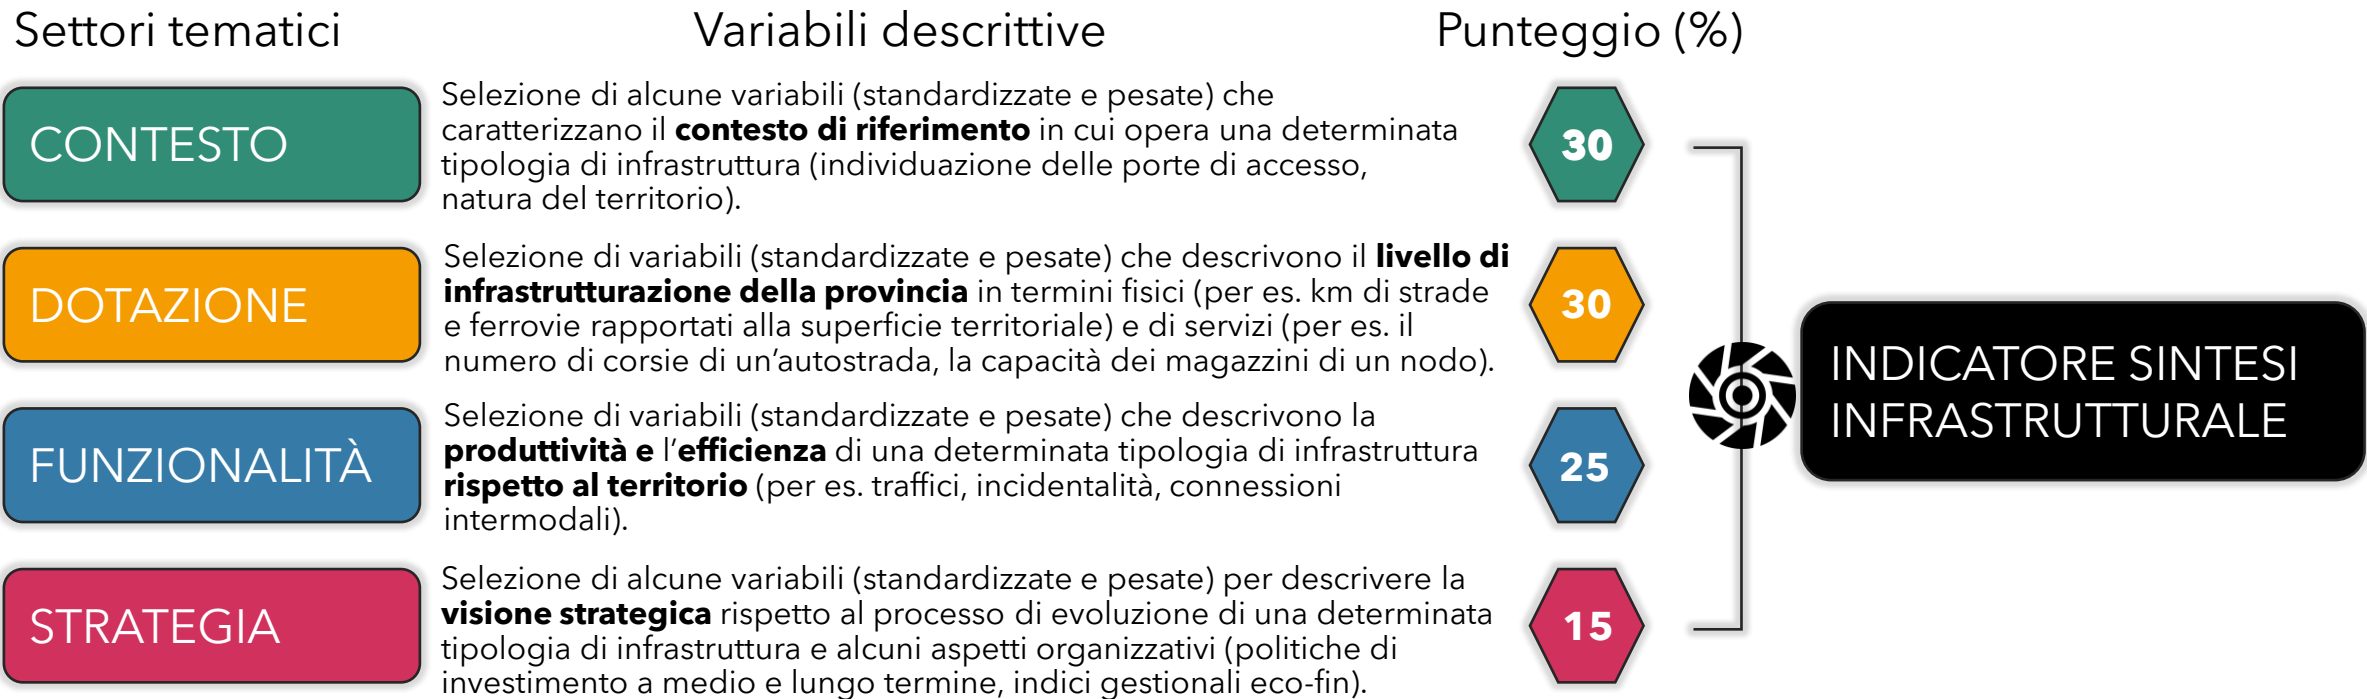 Settori tematici
Variabili descrittive
Punteggio (%)
CONTESTO
Selezione di alcune variabili (standardizzate e pesate) che
caratterizzano il contesto di riferimento in cui opera una determinata
tipologia di infrastruttura (individuazione delle porte di accesso,
natura del territorio).
30
DOTAZIONE
Selezione di variabili (standardizzate e pesate) che descrivono il livello di
infrastrutturazione della provincia in termini fisici (per es. km di strade
e ferrovie rapportati alla superficie territoriale) e di servizi (per es. il
numero di corsie di un’autostrada, la capacità dei magazzini di un nodo).
30
FUNZIONALITÀ
Selezione di variabili (standardizzate e pesate) che descrivono la
produttività e l’efficienza di una determinata tipologia di infrastruttura
rispetto al territorio (per es. traffici, incidentalità, connessioni
intermodali).
25
STRATEGIA
Selezione di alcune variabili (standardizzate e pesate) per descrivere la
visione strategica rispetto al processo di evoluzione di una determinata
tipologia di infrastruttura e alcuni aspetti organizzativi (politiche di
investimento a medio e lungo termine, indici gestionali eco-fin).
15
INDICATORE SINTESI
INFRASTRUTTURALE